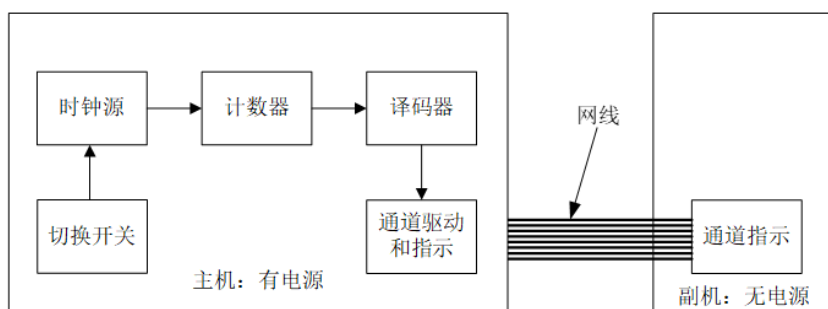 时钟源
计数器
译码器
网线
切换开关
通道驱动
和指示
通道指示
主机：有电源
副机：无电源